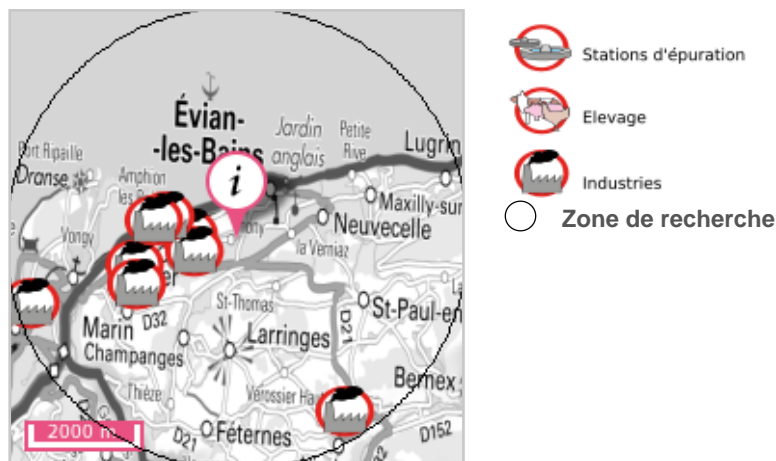 Évian-
-les-Bains
Jardin
anglais
Petite
Rive
Lugrin
Port Ripaille
Dranse
Amphion
Vongy
i
Maxilly-sur
Neuvecelle
la Verniaz
St-Thomas
St-Paul-en
D32
D21
Marin
Larringes
Champanges
Thièze
Vérossier
Bernex
D21
Féternes
D152
2000 m
Stations d'épuration
Elevage
Industries
Zone de recherche